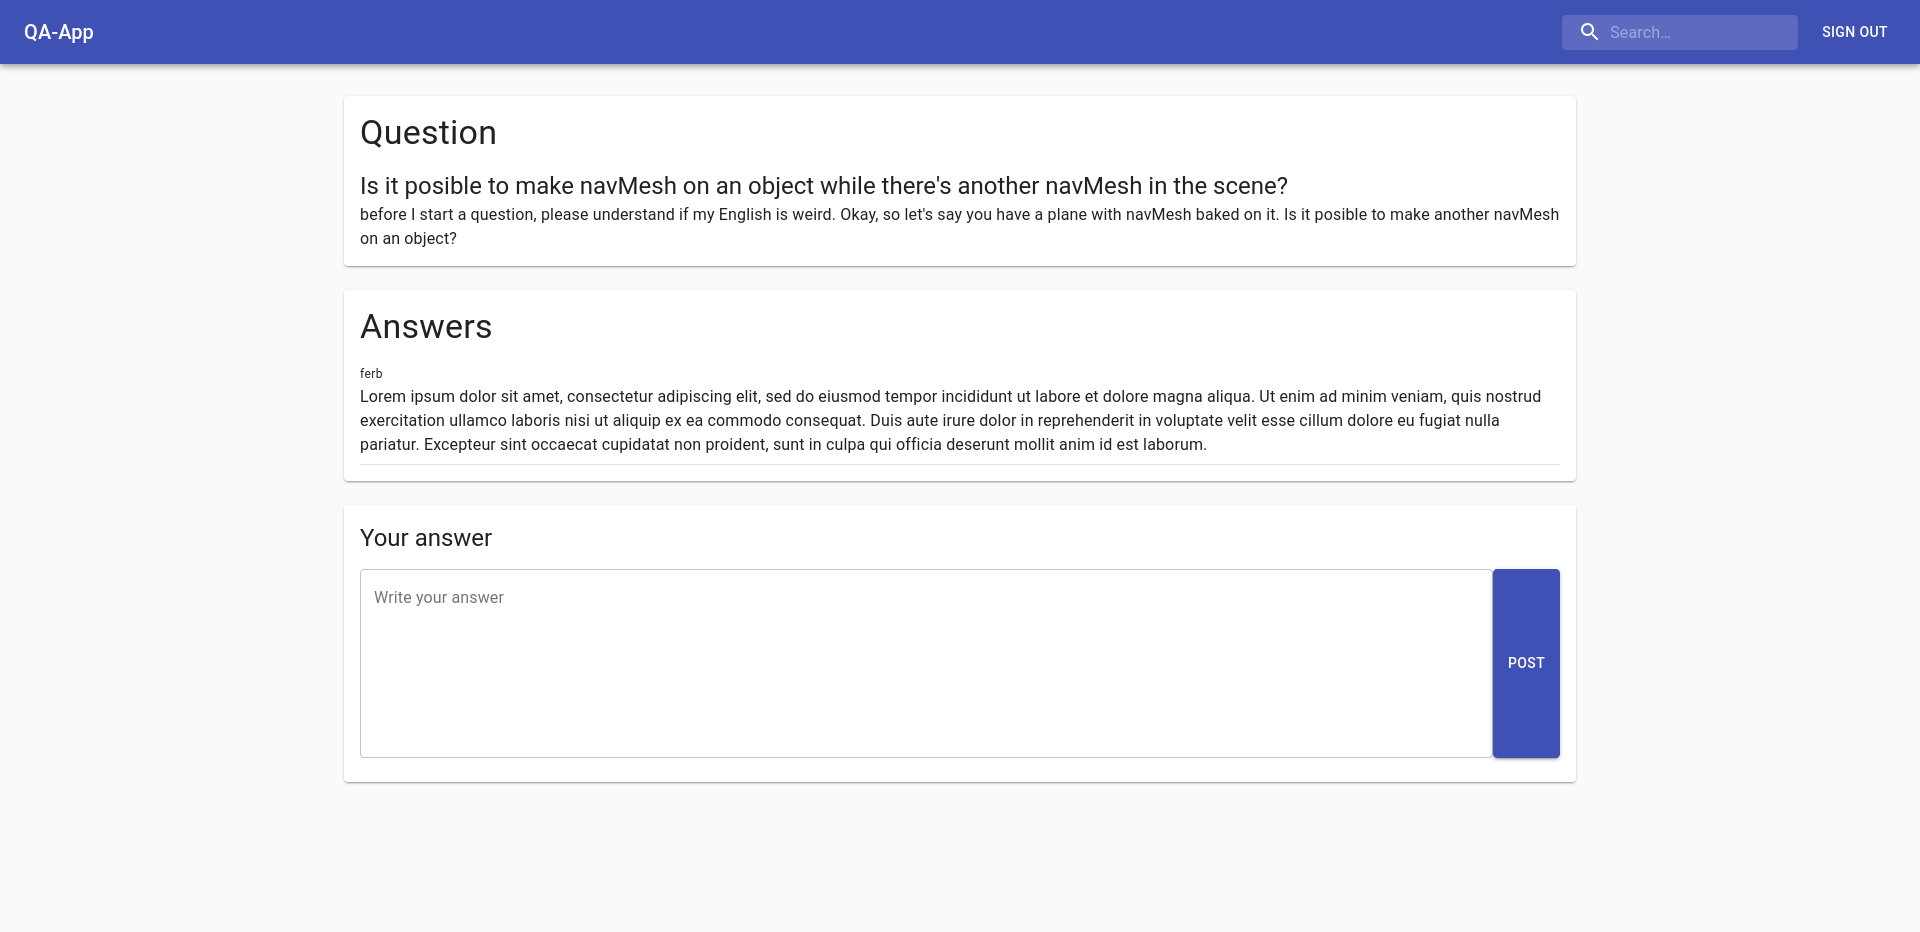 QA-App
Search…
SIGN OUT
Question
Is it posible to make navMesh on an object while there's another navMesh in the scene?
before I start a question, please understand if my English is weird. Okay, so let's say you have a plane with navMesh baked on it. Is it posible to make another navMesh
on an object?
Answers
ferb
Lorem ipsum dolor sit amet, consectetur adipiscing elit, sed do eiusmod tempor incididunt ut labore et dolore magna aliqua. Ut enim ad minim veniam, quis nostrud
exercitation ullamco laboris nisi ut aliquip ex ea commodo consequat. Duis aute irure dolor in reprehenderit in voluptate velit esse cillum dolore eu fugiat nulla
pariatur. Excepteur sint occaecat cupidatat non proident, sunt in culpa qui officia deserunt mollit anim id est laborum.
Your answer
Write your answer
POST